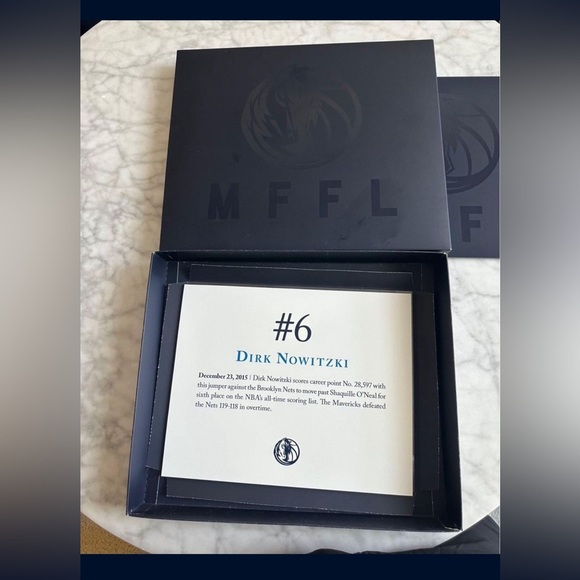 MFFL
F
#6
DIRK NOWITZKI
December 23, 2015 | Dirk Nowitzki scores career point No. 28,597 with
this jumper against the Brooklyn Nets to move past Shaquille O'Neal for
sixth place on the NBA's all-time scoring list. The Mavericks defeated
the Nets 119-118 in overtime.